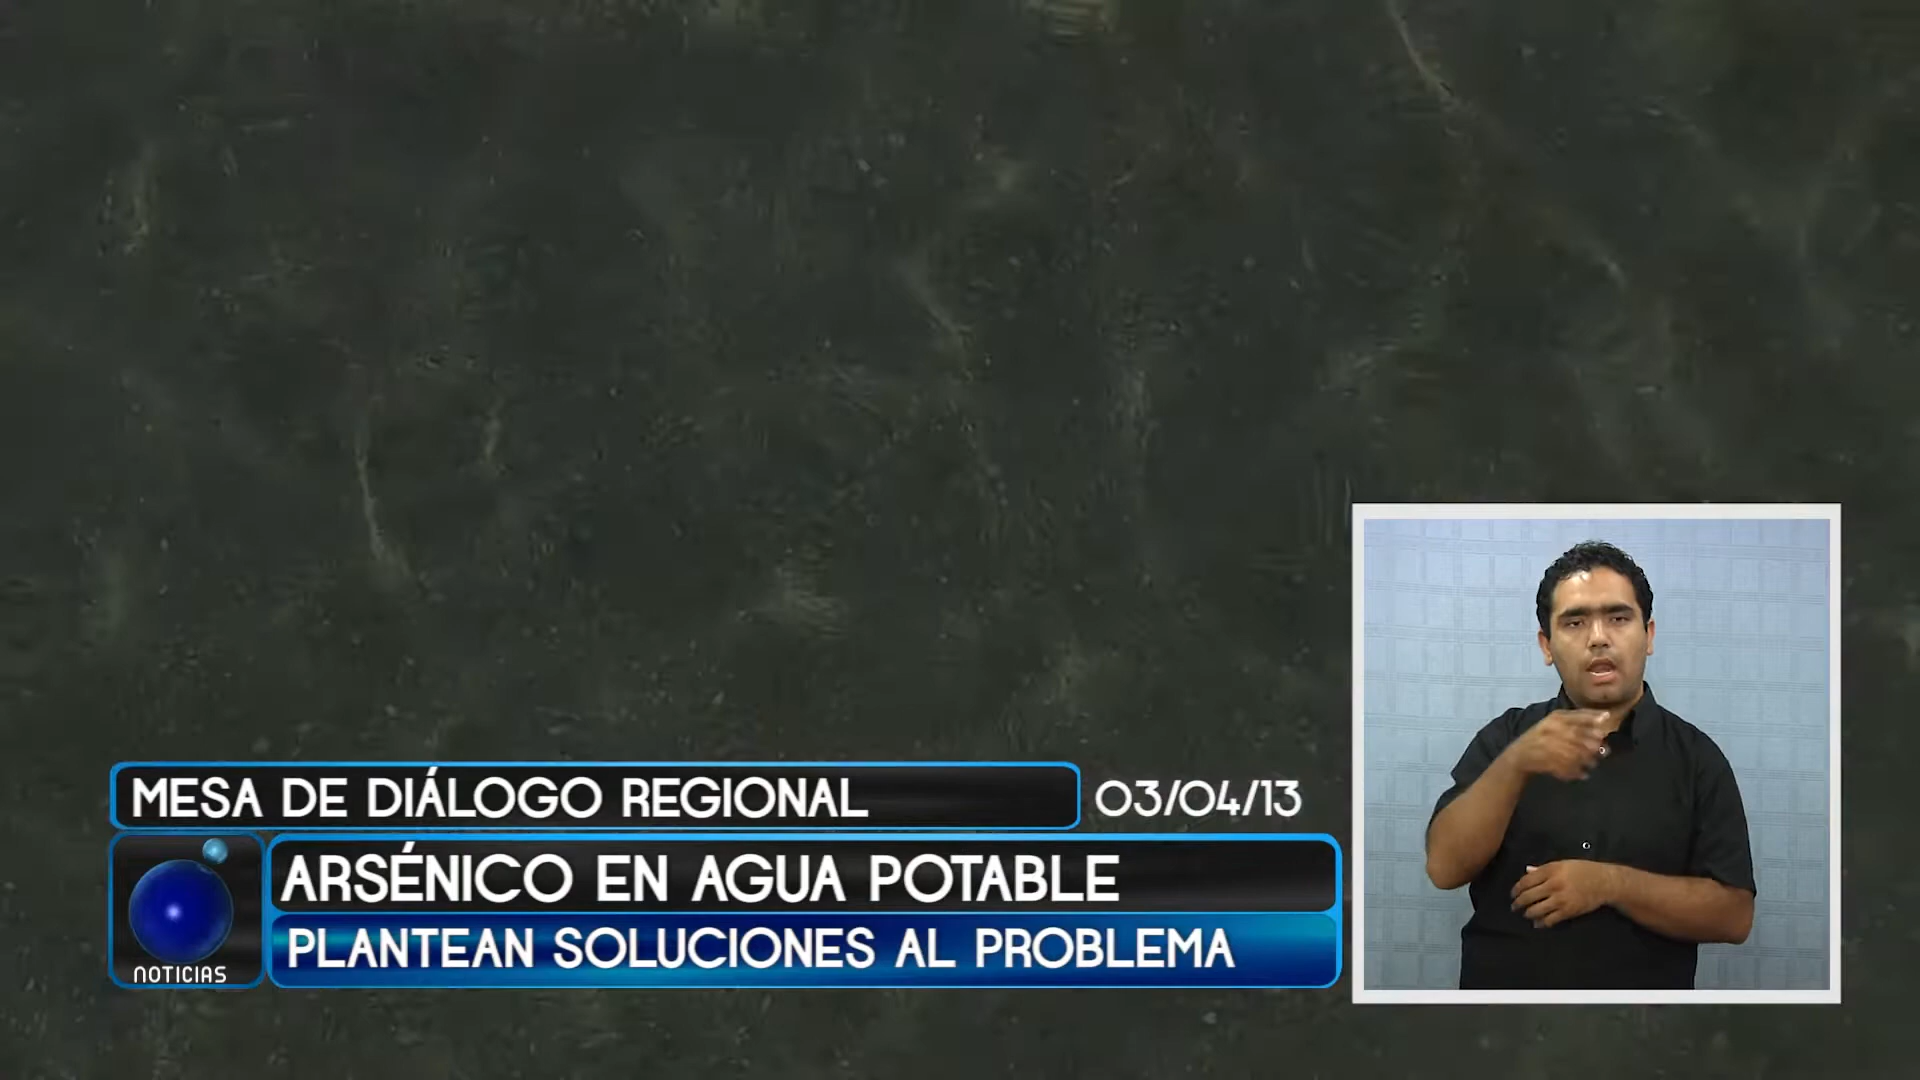 MESA DE DIÁLOGO REGIONAL
03/04/13
ARSÉNICO EN AGUA POTABLE
PLANTEAN SOLUCIONES AL PROBLEMA
NOTICIAS